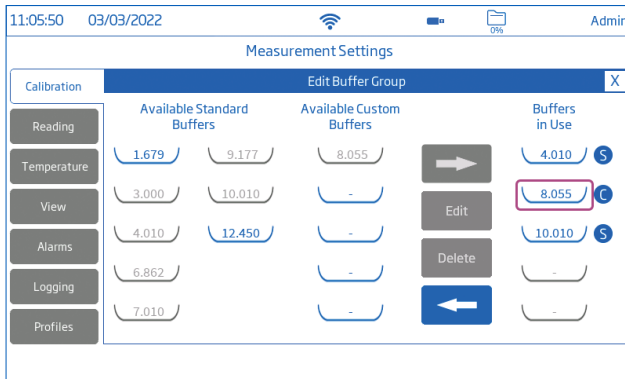 11:05:50 03/03/2022 0% Admin
Measurement Settings
Calibration
Edit Buffer Group X
Reading
Temperature
View
Alarms
Logging
Profiles
Available Standard
Buffers
Available Custom
Buffers
Buffers
in Use
1.679 9.177 8.055 4.010 S
3.000 10.010 - Edit 8.055 C
4.010 12.450 - 10.010 S
6.862 - Delete -
7.010 - -